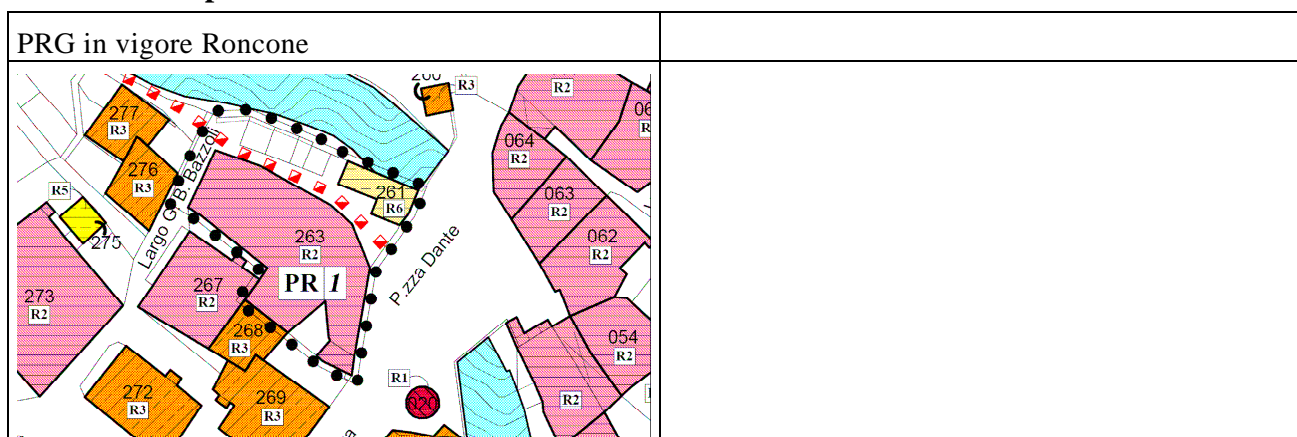 PRG in vigore Roncone
R3
R2
277
R3
064
R2
276
R3
Largo G. B. Bazzoli
261
R6
063
R2
R5
275
263
R2
062
R2
P.zza Dante
273
R2
267
R2
PR 1
268
R3
054
R2
R1
020
272
R3
269
R3
R2